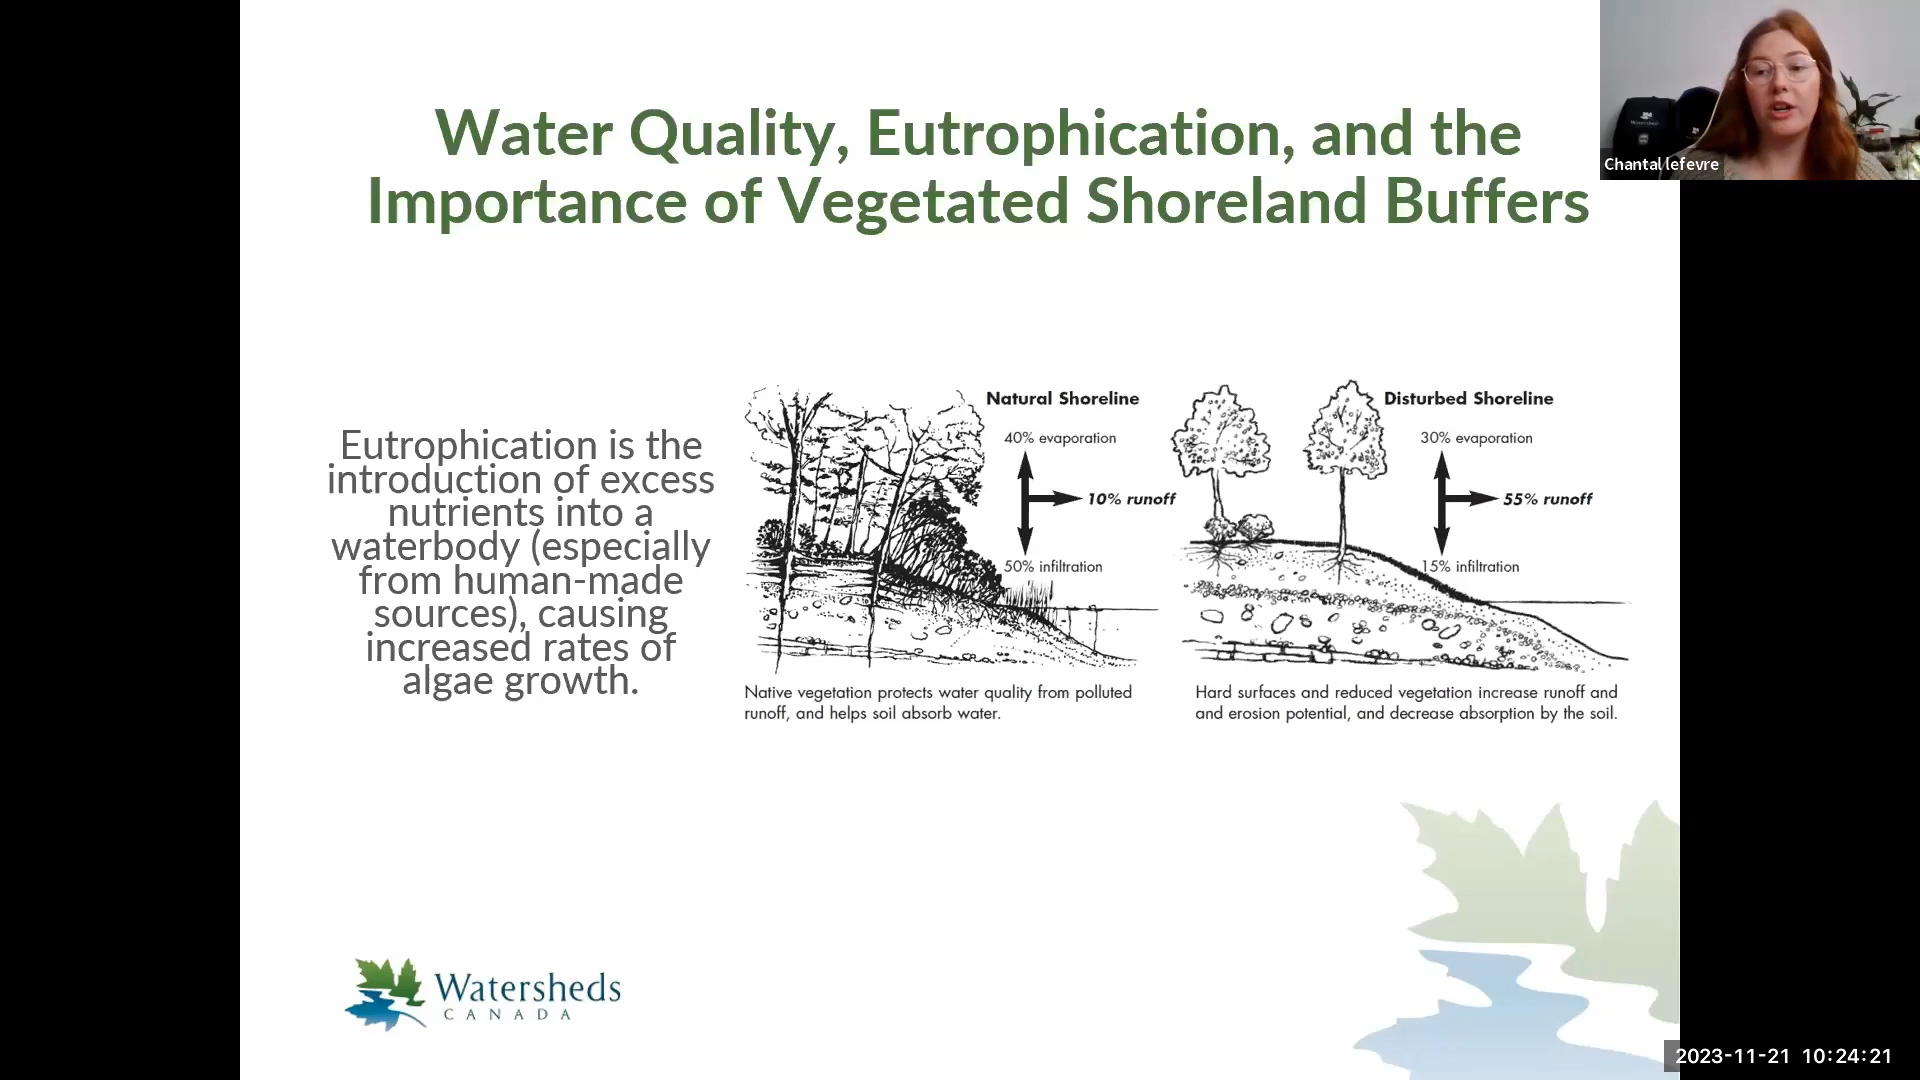 Water Quality, Eutrophication, and the
Importance of Vegetated Shoreland Buffers
Chantal lefevre
Eutrophication is the
introduction of excess
nutrients into a
waterbody (especially
from human-made
sources), causing
increased rates of
algae growth.
Natural Shoreline
40% evaporation
10% runoff
50% infiltration
Native vegetation protects water quality from polluted
runoff, and helps soil absorb water.
Disturbed Shoreline
30% evaporation
55% runoff
15% infiltration
Hard surfaces and reduced vegetation increase runoff and
and erosion potential, and decrease absorption by the soil.
Watersheds
CANADA
2023-11-21 10:24:21